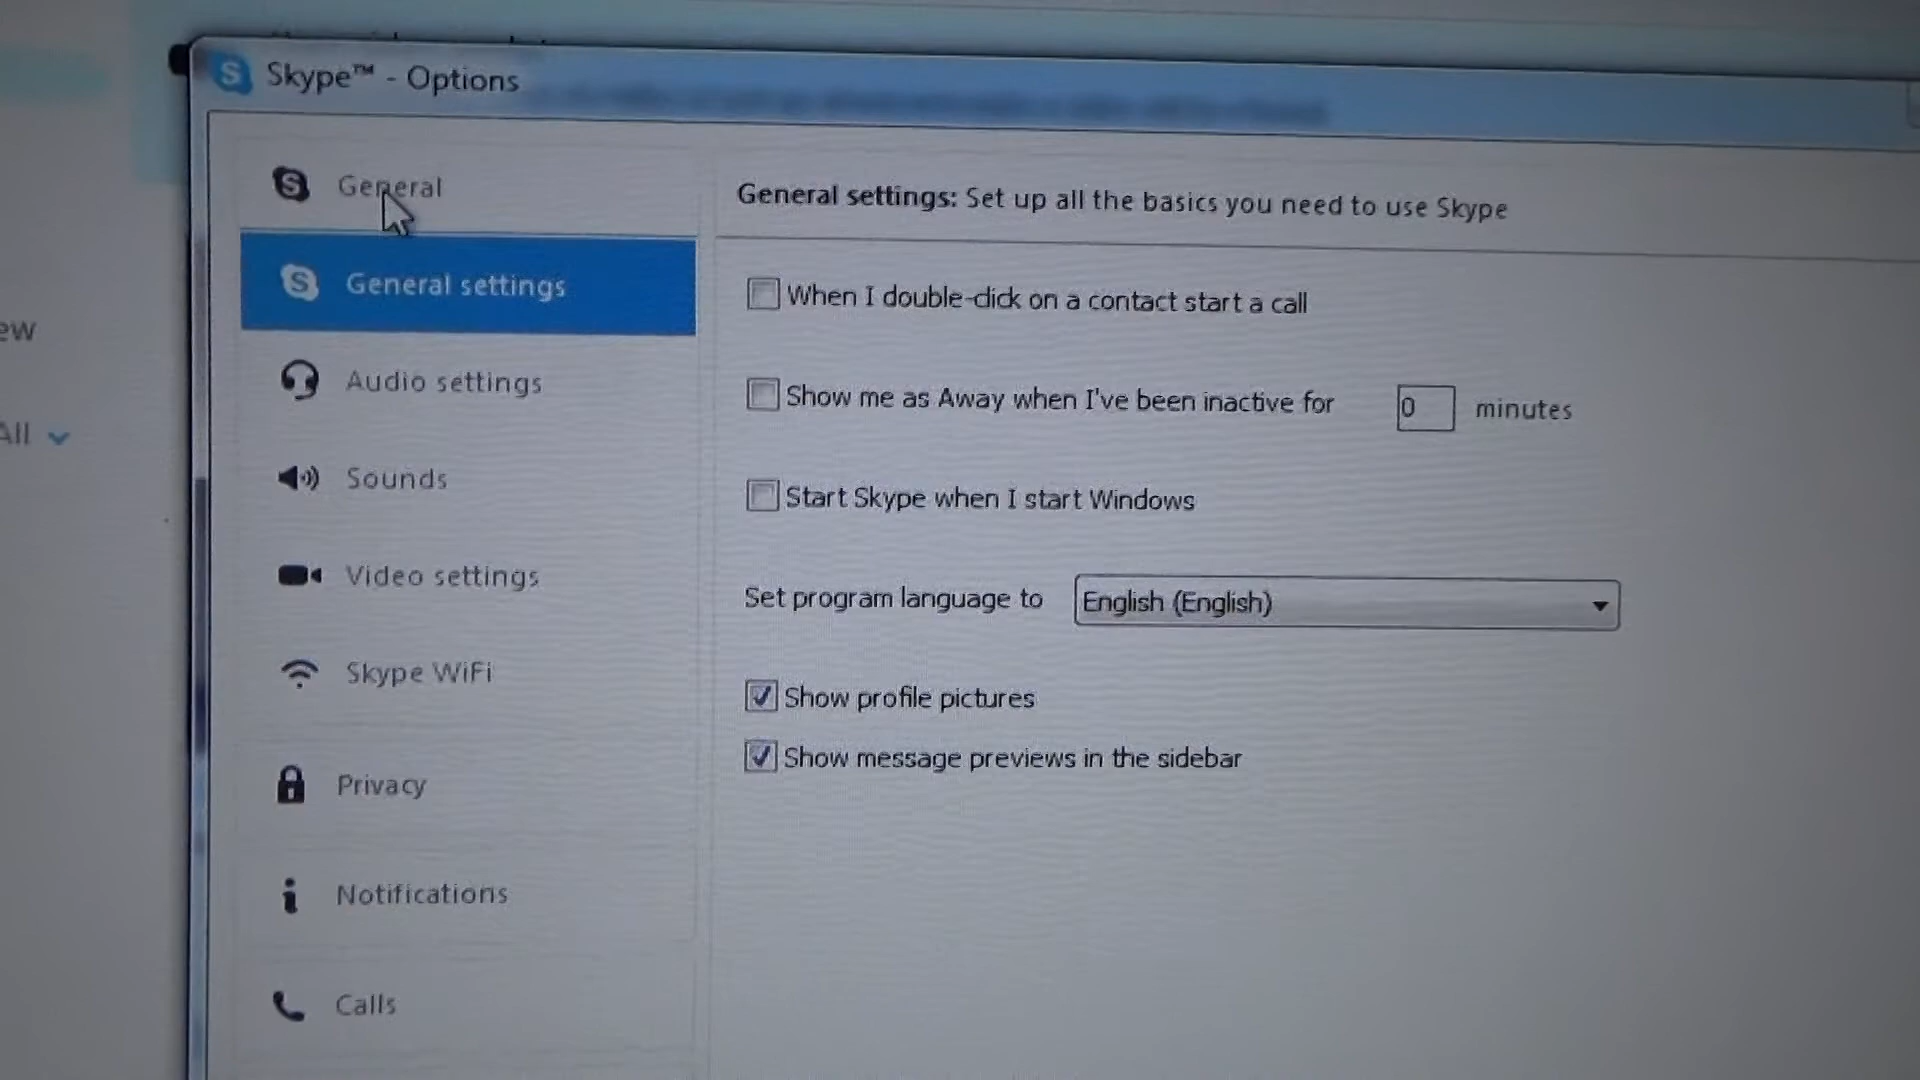 Skype™ - Options
General
General settings
Audio settings
Sounds
Video settings
Skype WiFi
Privacy
Notifications
Calls
General settings: Set up all the basics you need to use Skype
When I double-click on a contact start a call
Show me as Away when I've been inactive for 0 minutes
Start Skype when I start Windows
Set program language to English (English)
Show profile pictures
Show message previews in the sidebar
All